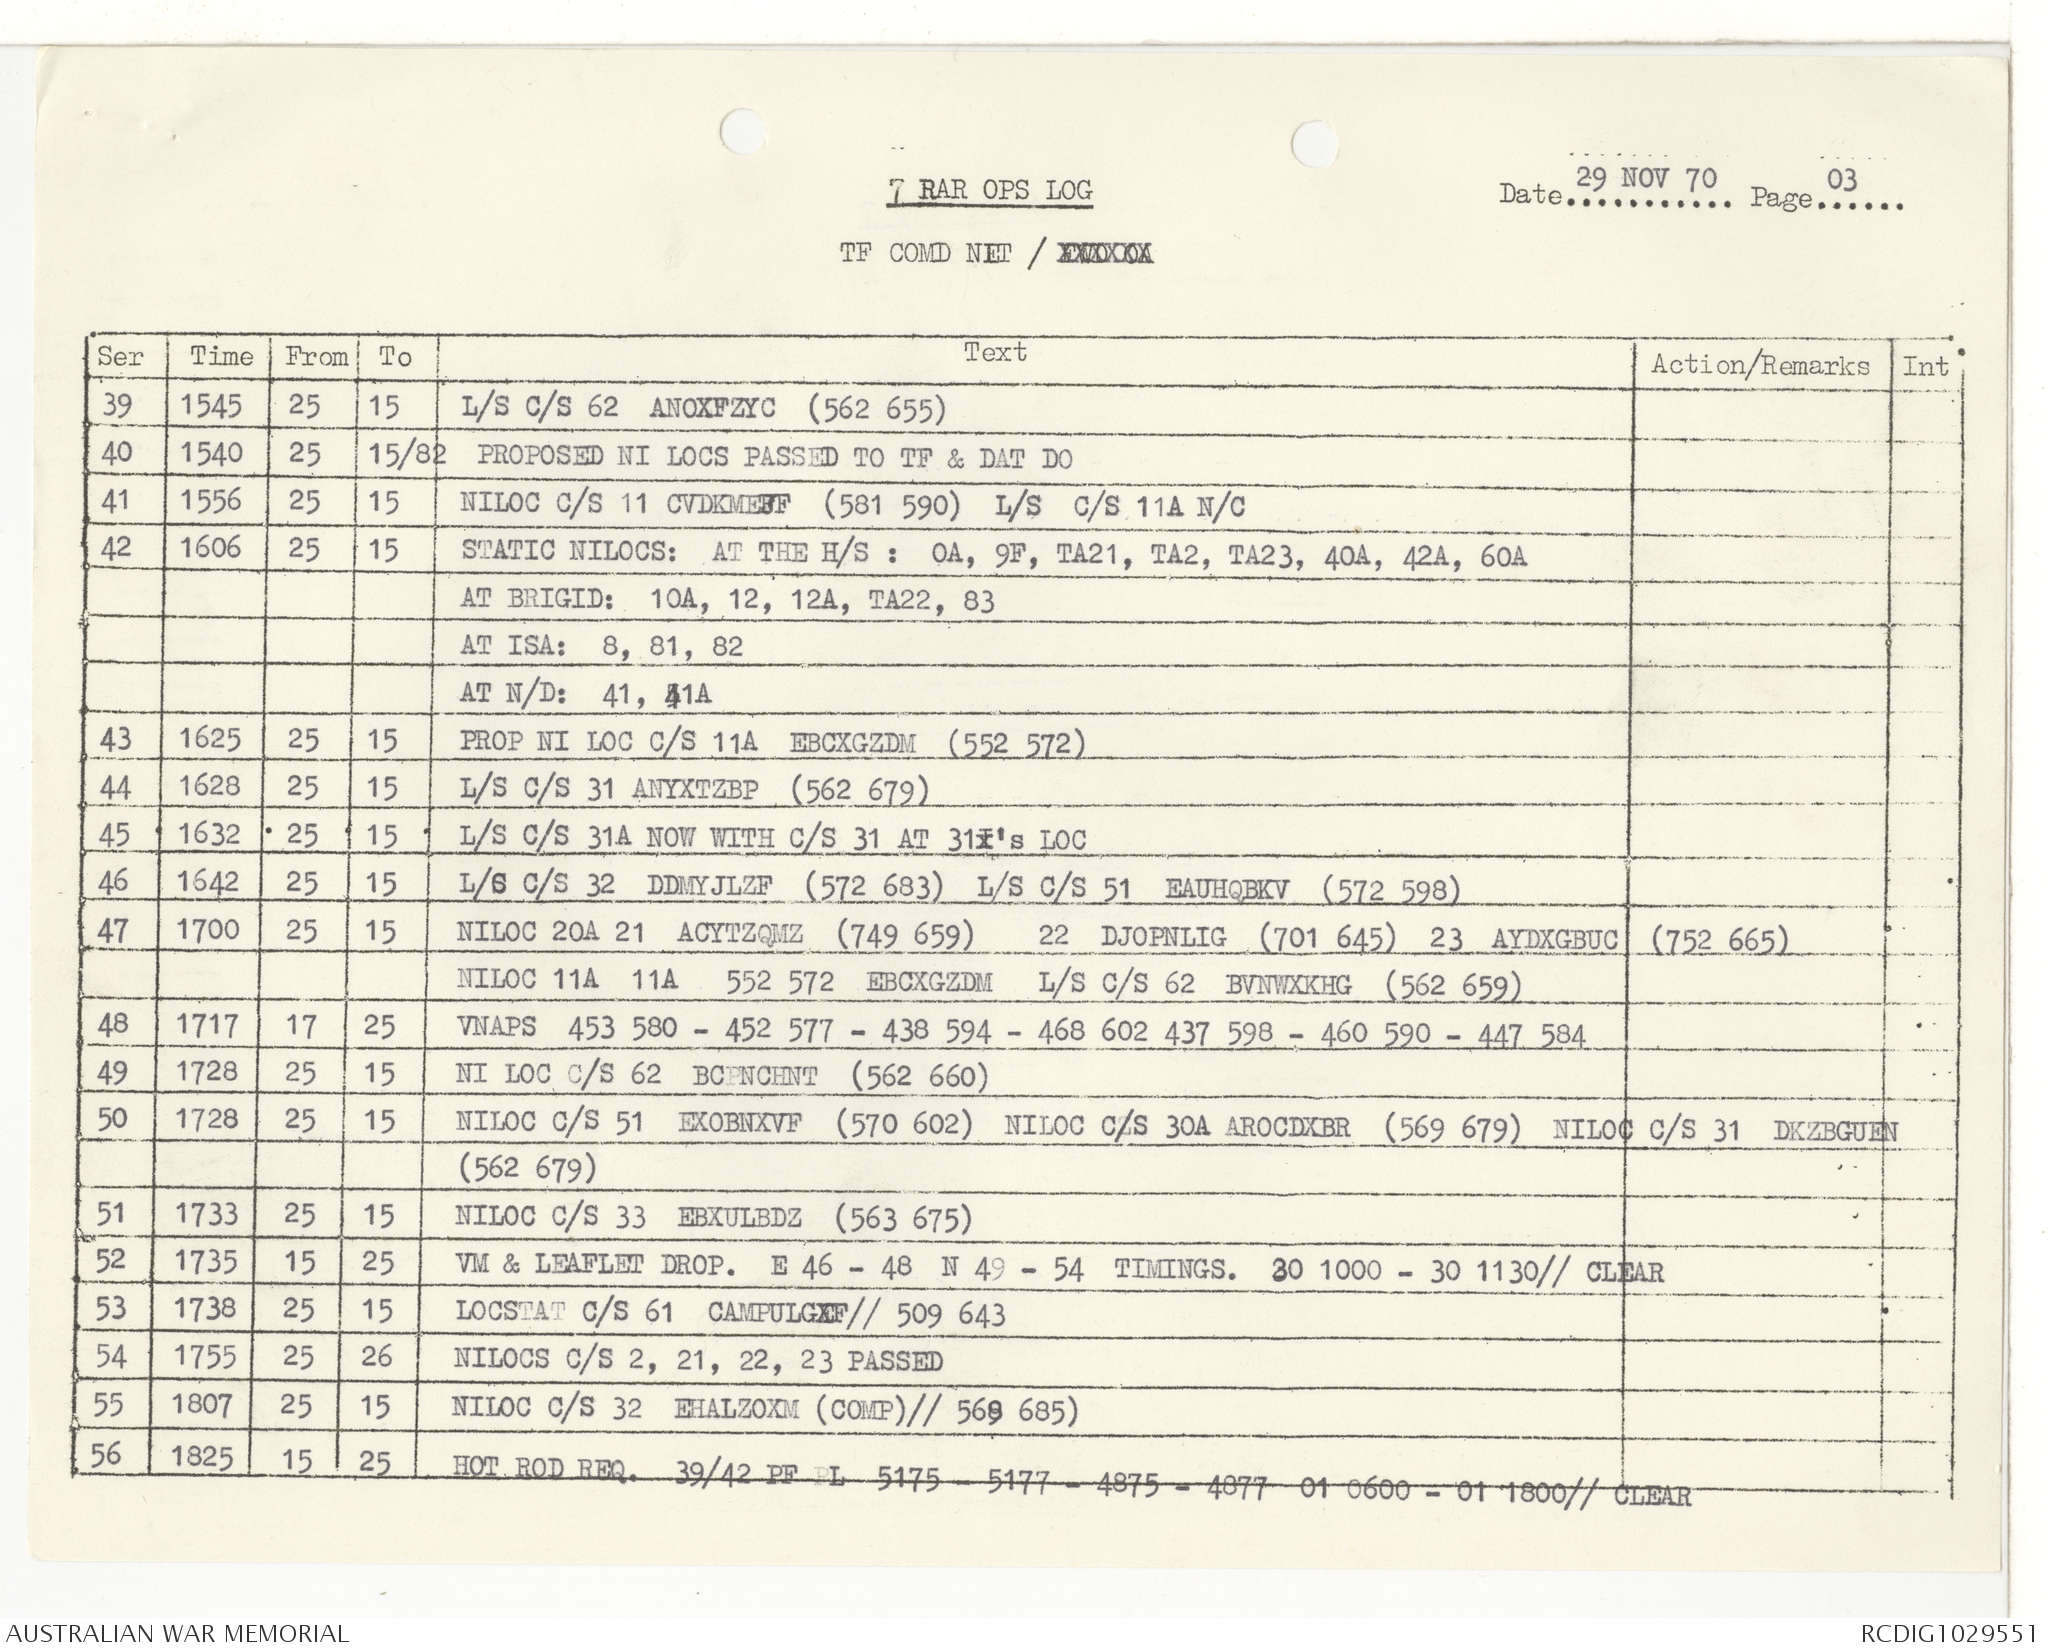 7 RAR OPS LOG
Date 29 NOV 70 Page 03
TF COMD NET /
Ser Time From To Text Action/Remarks Int
39 1545 25 15 L/S C/S 62 ANOXFZYC (562 655)
40 1540 25 15/82 PROPOSED NI LOCS PASSED TO TF & DAT DO
41 1556 25 15 NILOC C/S 11 (581 590) L/S C/S 11A N/C
42 1606 25 15 STATIC NILOCS: AT THE H/S : 0A, 9F, TA21, TA2, TA23, 40A, 42A, 60A
AT BRIGID: 10A, 12, 12A, TA22, 83
AT ISA: 8, 81, 82
AT N/D: 41, 41A
43 1625 25 15 PROP NI LOC C/S 11A EBCXGZDM (552 572)
44 1628 25 15 L/S C/S 31 ANYXTZBP (562 679)
45 1632 25 15 L/S C/S 31A NOW WITH C/S 31 AT 31's LOC
46 1642 25 15 L/S C/S 32 DDMYJLZF (572 683) L/S C/S 51 EAUHQBKV (572 598)
47 1700 25 15 NILOC 20A 21 ACYTZQMZ (749 659) 22 DJOPNLIG (701 645) 23 AYDXGBUC (752 665)
NILOC 11A 11A 552 572 EBCXGZDM L/S C/S 62 BVNWXKHG (562 659)
48 1717 17 25 VNAPS 453 580 - 452 577 - 438 594 - 468 602 437 598 - 460 590 - 447 584
49 1728 25 15 NI LOC C/S 62 BCPNCHNT (562 660)
50 1728 25 15 NILOC C/S 51 EXOBNXVF (570 602) NILOC C/S 30A AROCDXBR (569 679) NILOC C/S 31 DKZBGUEN
(562 679)
51 1733 25 15 NILOC C/S 33 EBXULBDZ (563 675)
52 1735 15 25 VM & LEAFLET DROP. E 46 - 48 N 49 - 54 TIMINGS. 30 1000 - 30 1130// CLEAR
53 1738 25 15 LOCSTAT C/S 61 509 643
54 1755 25 26 NILOCS C/S 2, 21, 22, 23 PASSED
55 1807 25 15 NILOC C/S 32 EHALZOXM (COMP)// 569 685)
56 1825 15 25 HOT ROD REQ. 39/42 PF PL 5175 - 5177 - 4875 - 4877 01 0600 - 01 1800// CLEAR
AUSTRALIAN WAR MEMORIAL RCDIG1029551